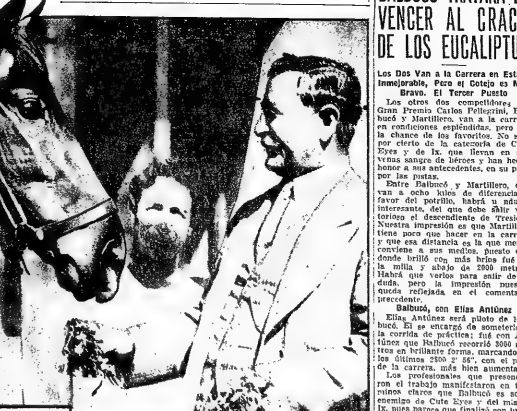 VENCER AL CRAC
DE LOS EUCALIPTU
Los Dos Van a la Carrera en Est
Inmejorable, Pero el Cotejo es M
Bravo. El Tercer Puesto
Los otros dos competidores
Gran Premio Carlos Pellegrini, B
bucó y Martillero, van a la carr
en condiciones espléndidas, pero
la chance de los favoritos. No s
por cierto de la categoría de C
Eyes y de Ix, que llevan en
venas sangre de héroes y han hec
honor a sus antecedentes, en su p
por las pistas.
Entre Balbucó y Martillero, 
van a ocho kilos de diferencia
favor del potrillo, habrá u
interesante, del que debe salir v
torioso el descendiente de Tresi
Nuestra impresión es que Martill
tiene poco que hacer en la carr
y que esa distancia es la que me
conviene a sus medios, puesto
donde brilló con más bríos fué
la milla y abajo de 2000 metr
Habrá que verlos para salir de
duda, pero la impresión nues
queda reflejada, en el coment
precedente.
Balbucó, con Elías Antúnez
Elías Antúnez será piloto de B
bucó. El se encargó de someterl
la corrida de práctica; fué con A
túnez que Balbucó recorrió 3000
tros en brillante forma, marcando
los últimos 2500 2' 56", con el p
de la carrera, más bien aumenta
Los profesionales que presen
ron el trabajo manifestaron en t
minos claros que Balbucó es s
enemigo de Cute Eyes y del mi
Ix, pues parece que finalizó